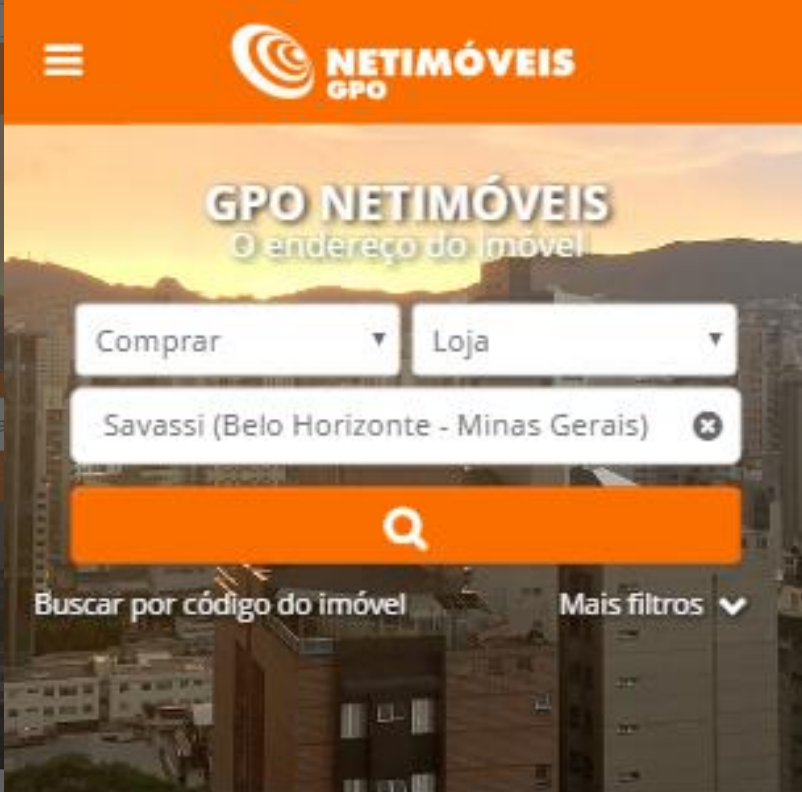 NETIMÓVEIS
GPO
GPO NETIMÓVEIS
O endereço do imóvel
Comprar
Loja
Savassi (Belo Horizonte - Minas Gerais)
Buscar por código do imóvel
Mais filtros